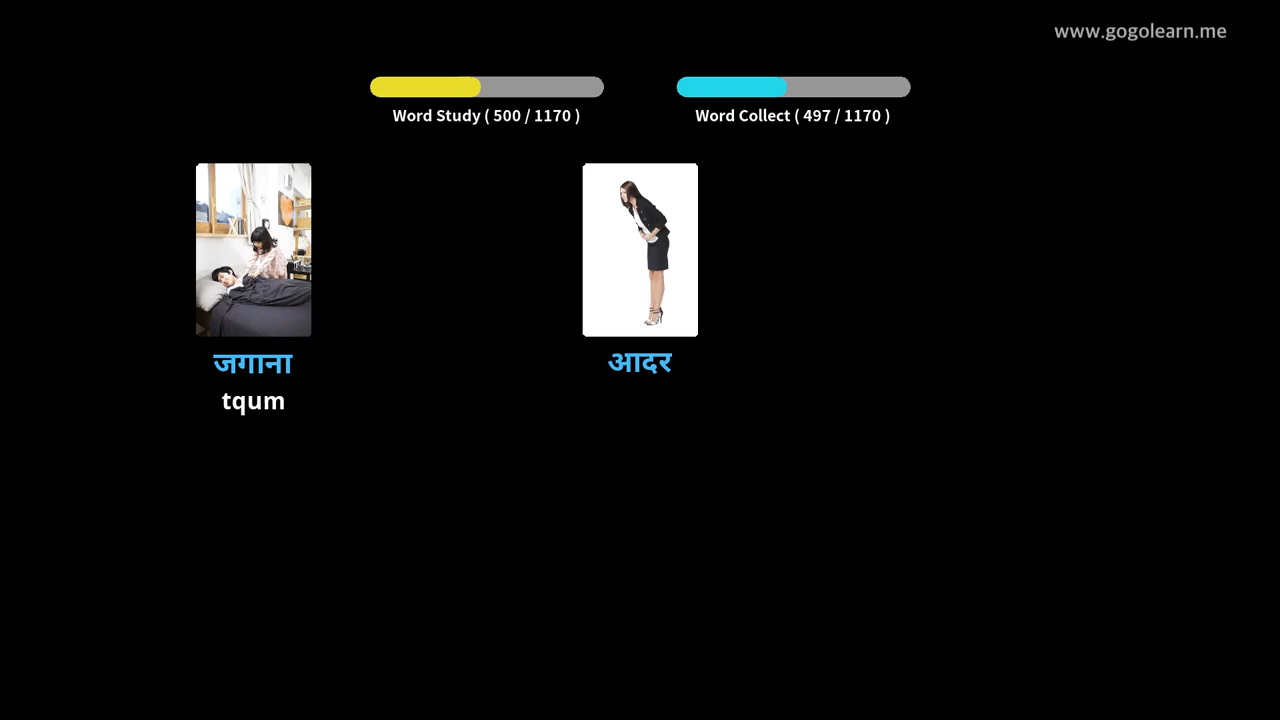 www.gogolearn.me
Word Study ( 500 / 1170 )
Word Collect ( 497 / 1170 )
जगाना
tqum
आदर